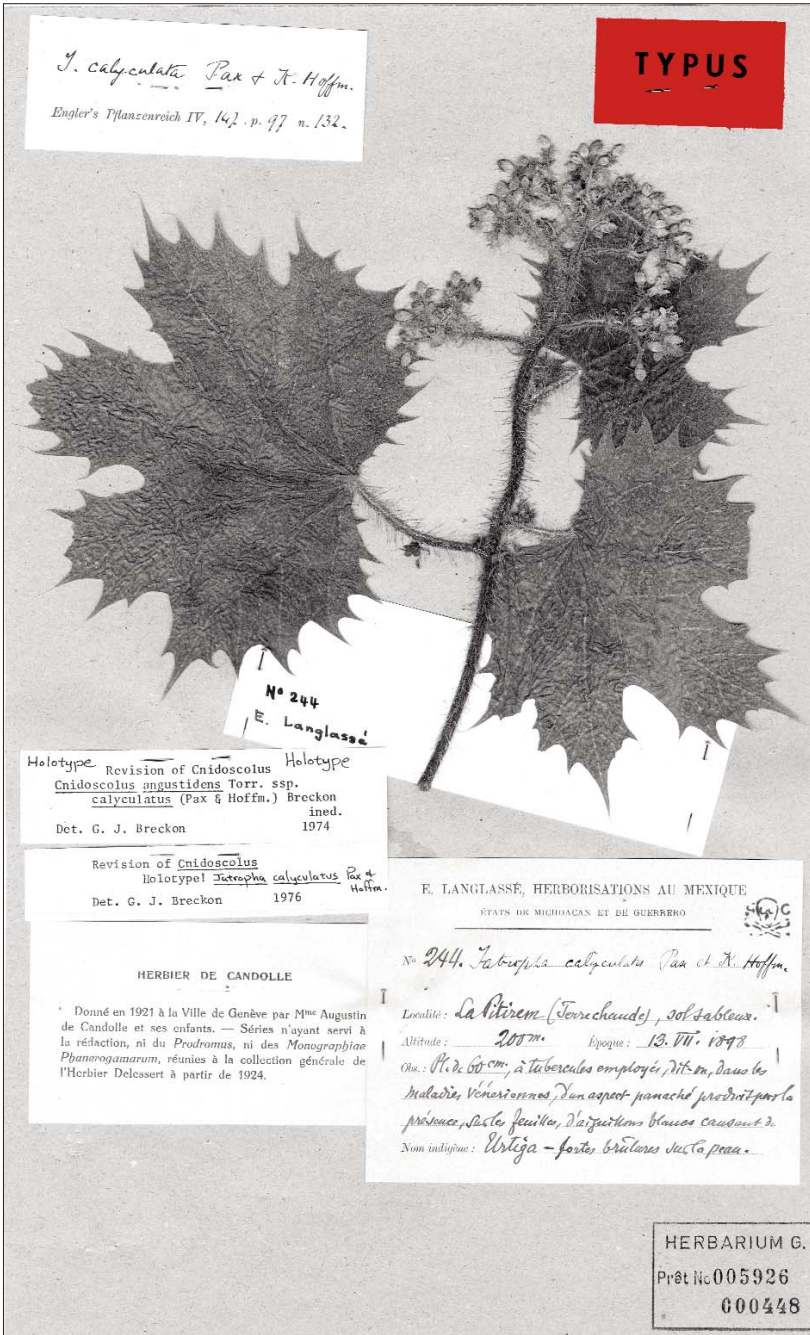 J. calyculata Pax & K. Hoffm.
Engler's Pflanzenreich IV, 147. p. 97 n. 132.
TYPUS
No 244
E. Langlassé
Holotype Revision of Cnidoscolus Holotype
Cnidoscolus angustidens Torr. ssp.
calyculatus (Pax & Hoffm.) Breckon
ined.
Det. G. J. Breckon 1974
Revision of Cnidoscolus
Holotype! Jatropha calyculatus Pax &
Hoffm.
Det. G. J. Breckon 1976
HERBIER DE CANDOLLE
Donné en 1921 à la Ville de Genève par Mme Augustin
de Candolle et ses enfants. — Séries n'ayant servi à
la rédaction, ni du Prodromus, ni des Monographiae
Phanerogamarum, réunies à la collection générale de
l'Herbier Delessert à partir de 1924.
E. LANGLASSÉ, HERBORISATIONS AU MEXIQUE
ÉTATS DE MICHOACAN ET DE GUERRERO
No 244. Jatropha calyculata Pax et K. Hoffm.
Localité : La Pitirem (Terrechaude), sol sableux.
Altitude : 200 m. Époque : 13. VII. 1898
Obs. : Pl. de 60 cm, à tubercules employés, dit-on, dans les
maladies vénériennes, d'un aspect panaché produit par la
présence, sur les feuilles, d'aiguillons blancs causant de
Nom indigène : Urtiga - fortes brûlures sur la peau.
HERBARIUM G.
Prêt No 005926
000448